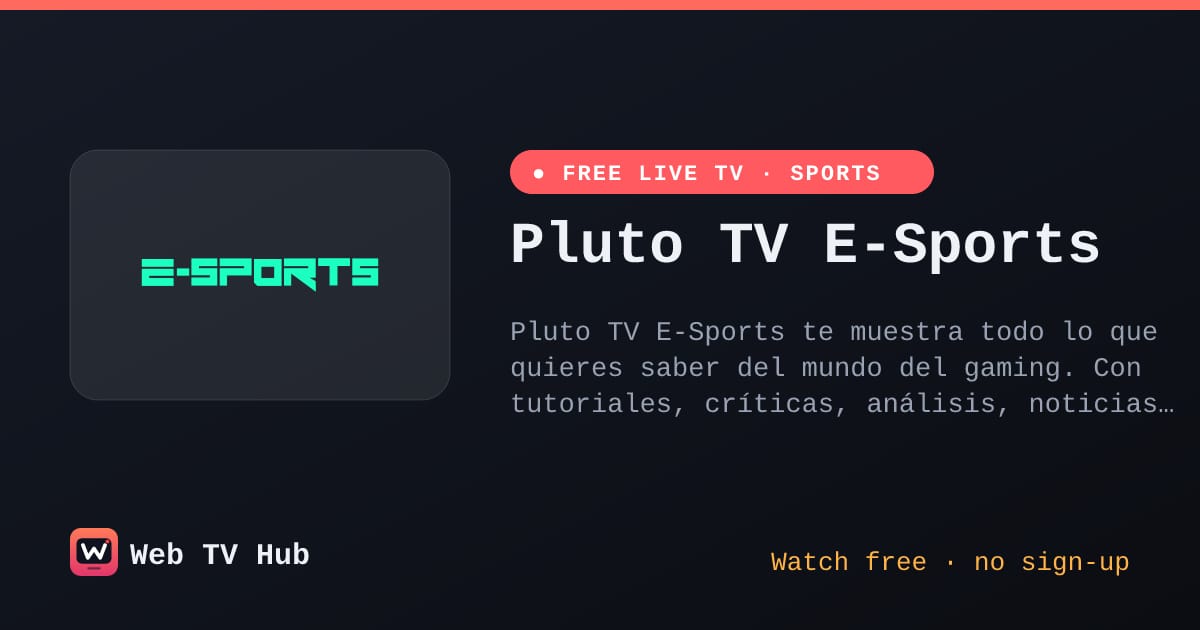 E-SPORTS
● FREE LIVE TV · SPORTS
Pluto TV E-Sports
Pluto TV E-Sports te muestra todo lo que
quieres saber del mundo del gaming. Con
tutoriales, críticas, análisis, noticias…
W Web TV Hub
Watch free · no sign-up